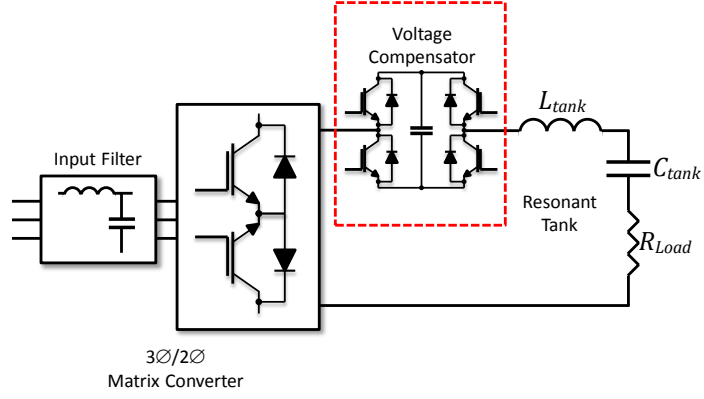 Voltage
Compensator
L_tank
Input Filter
C_tank
Resonant
Tank
R_Load
3∅/2∅
Matrix Converter